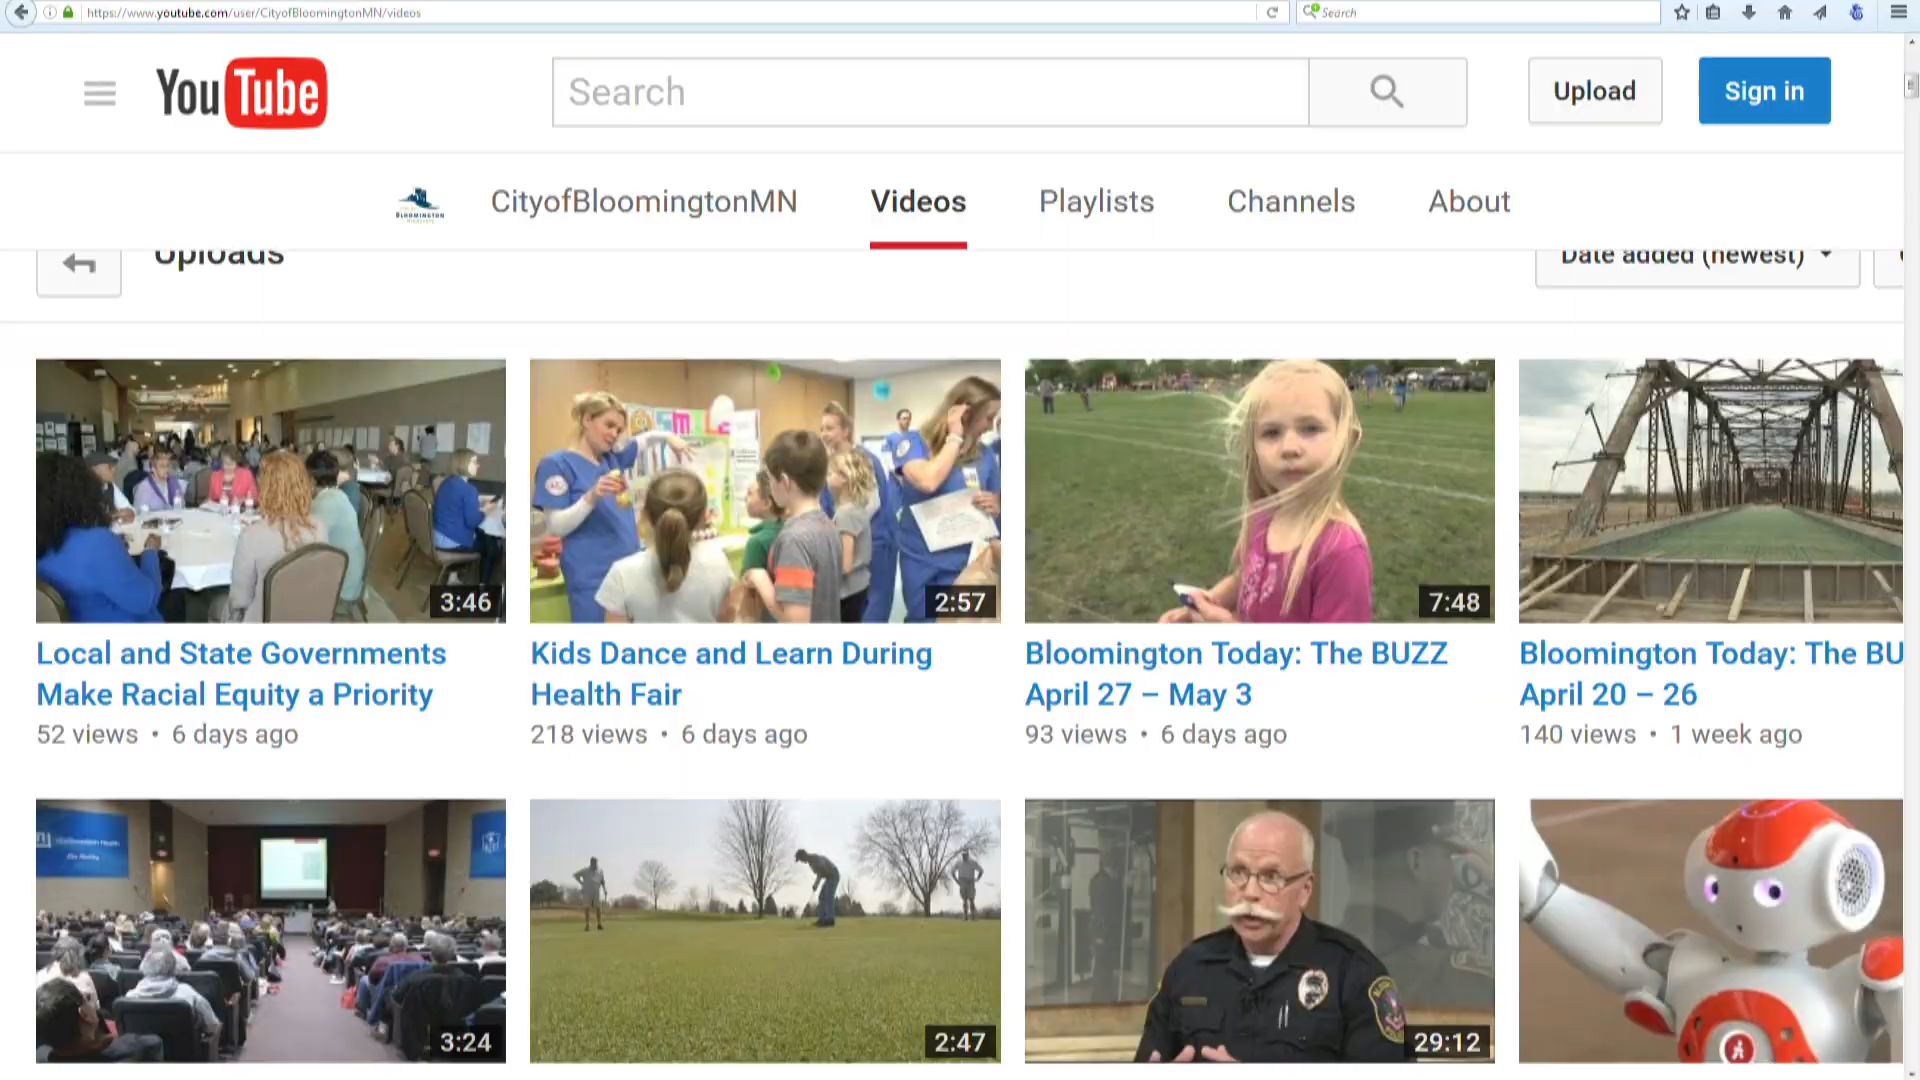 https://www.youtube.com/user/CityofBloomingtonMN/videos
Search
YouTube
Search
Upload
Sign in
BLOOMINGTON
CityofBloomingtonMN
Videos
Playlists
Channels
About
Uploads
Date added (newest)
3:46
2:57
7:48
Local and State Governments
Make Racial Equity a Priority
52 views • 6 days ago
Kids Dance and Learn During
Health Fair
218 views • 6 days ago
Bloomington Today: The BUZZ
April 27 – May 3
93 views • 6 days ago
Bloomington Today: The BU
April 20 – 26
140 views • 1 week ago
3:24
2:47
29:12